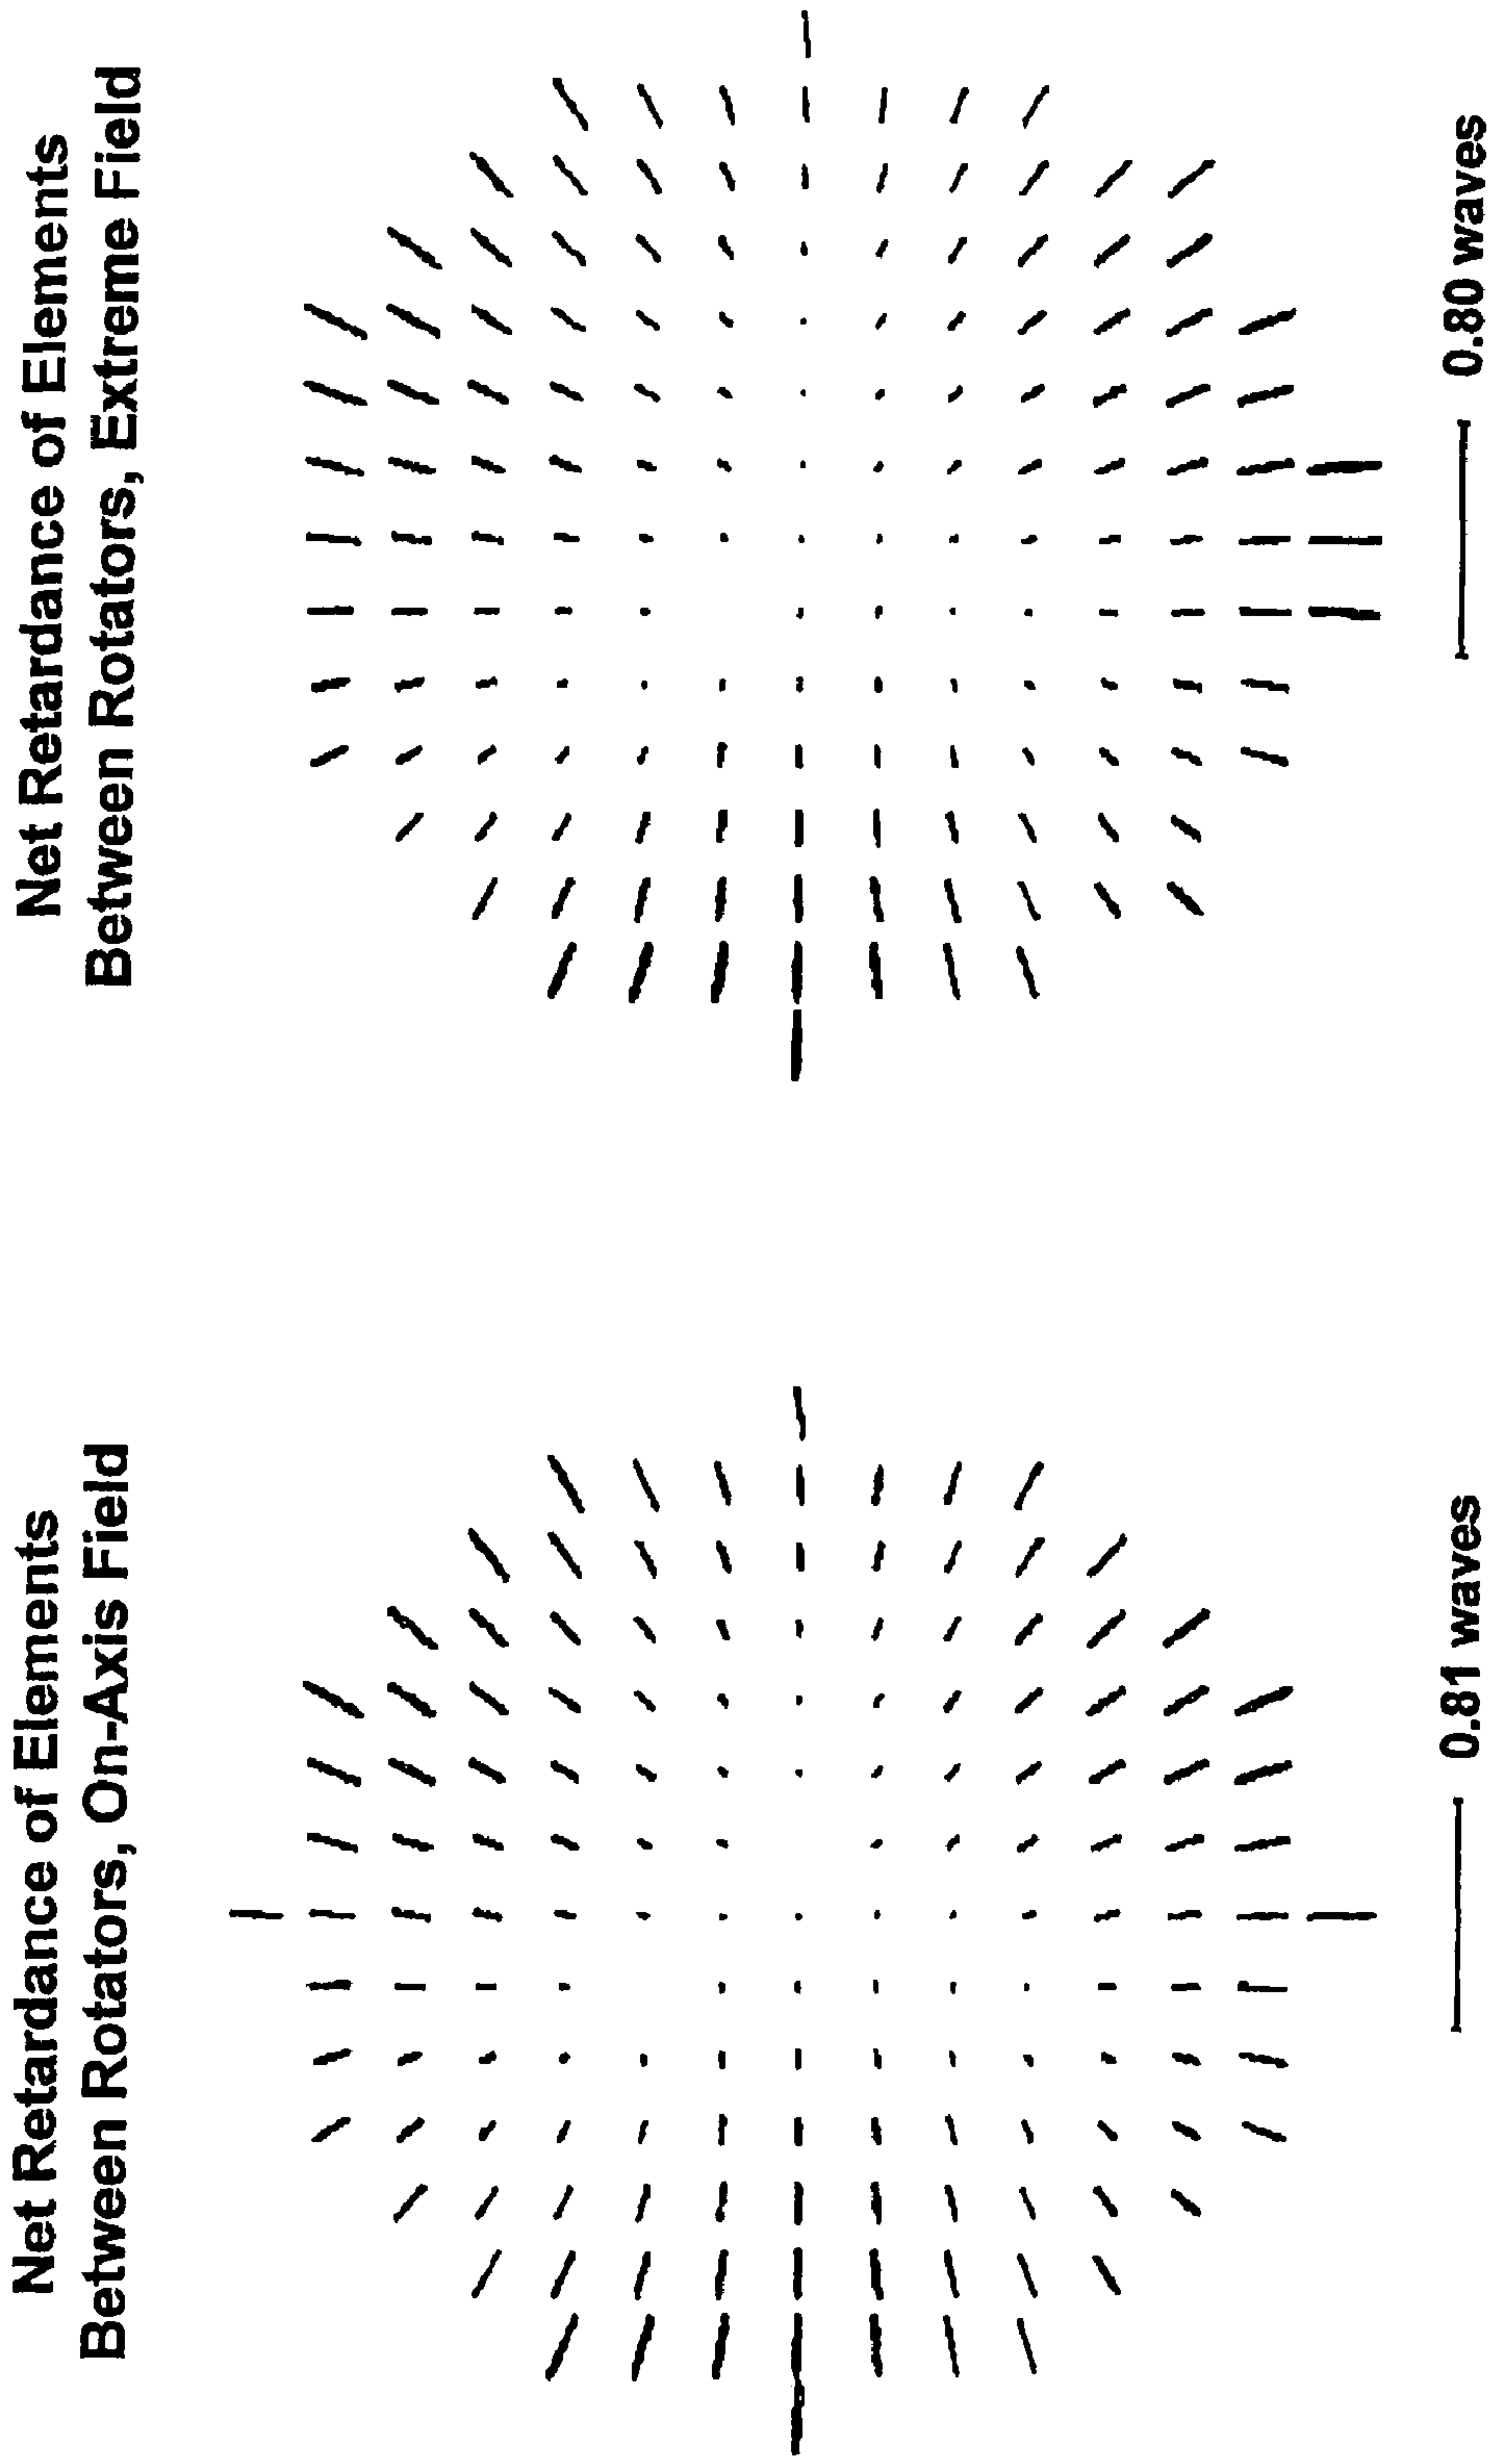 Net Retardance of Elements
Between Rotators, On-Axis Field
0.81 waves
Net Retardance of Elements
Between Rotators, Extreme Field
0.80 waves